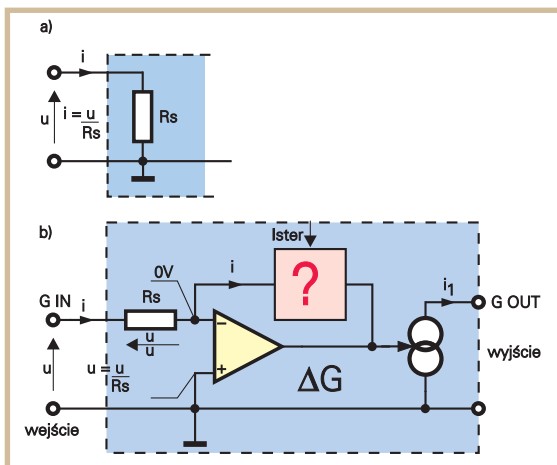 a)
i
u
i = u/Rs
Rs
b)
Ister
0V
i
?
i₁
G IN
i
Rs
G OUT
−
u
u
+
ΔG
wyjście
u
u = u/Rs
wejście